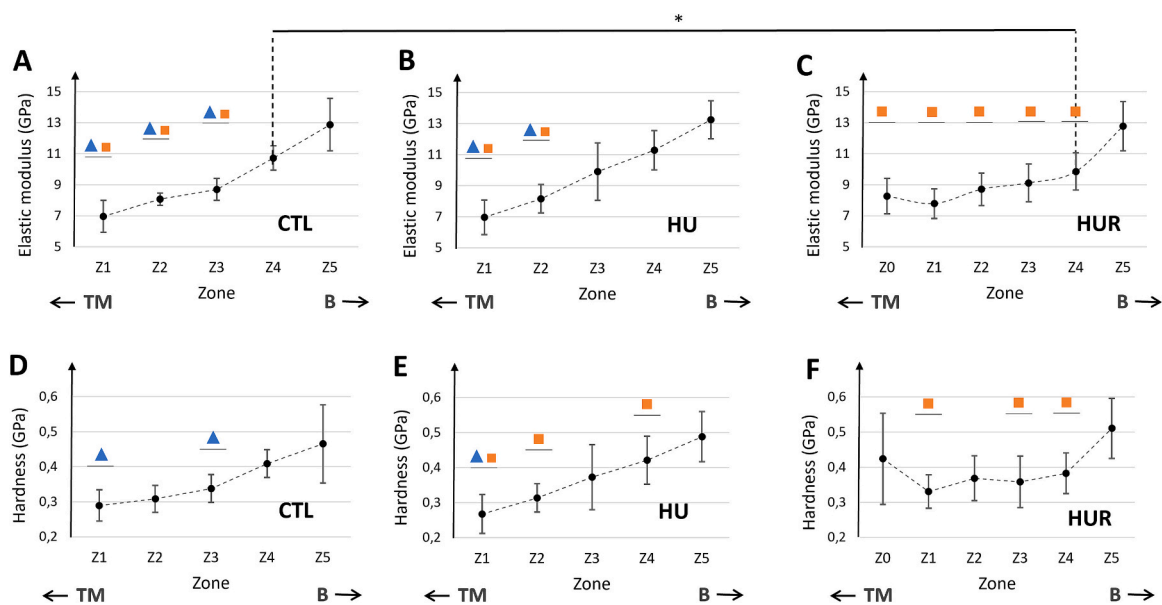 *
A
Elastic modulus (GPa)
15
13
11
9
7
5
CTL
Z1 Z2 Z3 Z4 Z5
← TM Zone B →
B
Elastic modulus (GPa)
15
13
11
9
7
5
HU
Z1 Z2 Z3 Z4 Z5
← TM Zone B →
C
Elastic modulus (GPa)
15
13
11
9
7
5
HUR
Z0 Z1 Z2 Z3 Z4 Z5
← TM Zone B →
D
Hardness (GPa)
0,6
0,5
0,4
0,3
0,2
CTL
Z1 Z2 Z3 Z4 Z5
Zone
← TM B →
E
Hardness (GPa)
0,6
0,5
0,4
0,3
0,2
HU
Z1 Z2 Z3 Z4 Z5
Zone
← TM B →
F
Hardness (GPa)
0,6
0,5
0,4
0,3
0,2
HUR
Z0 Z1 Z2 Z3 Z4 Z5
Zone
← TM B →